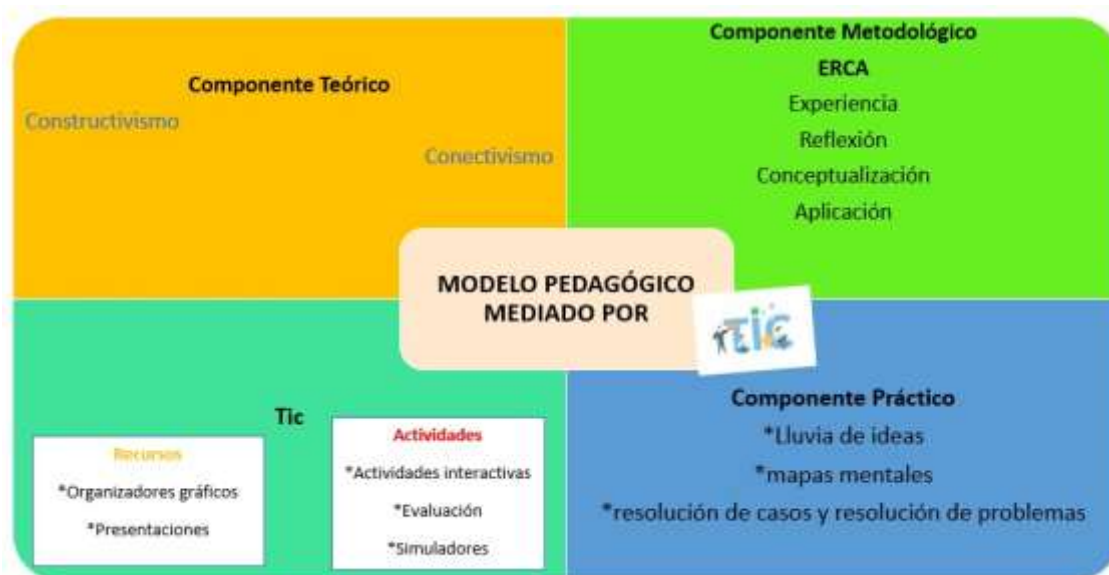 Componente Teórico
Constructivismo
Conectivismo
Componente Metodológico
ERCA
Experiencia
Reflexión
Conceptualización
Aplicación
MODELO PEDAGÓGICO
MEDIADO POR
TIC
Tic
Recursos
*Organizadores gráficos
*Presentaciones
Actividades
*Actividades interactivas
*Evaluación
*Simuladores
Componente Práctico
*Lluvia de ideas
*mapas mentales
*resolución de casos y resolución de problemas